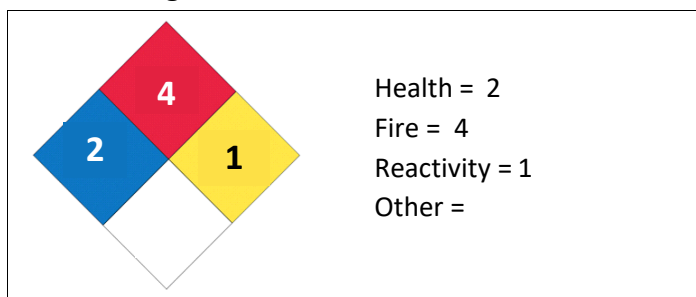 4
2
1
Health = 2
Fire = 4
Reactivity = 1
Other =